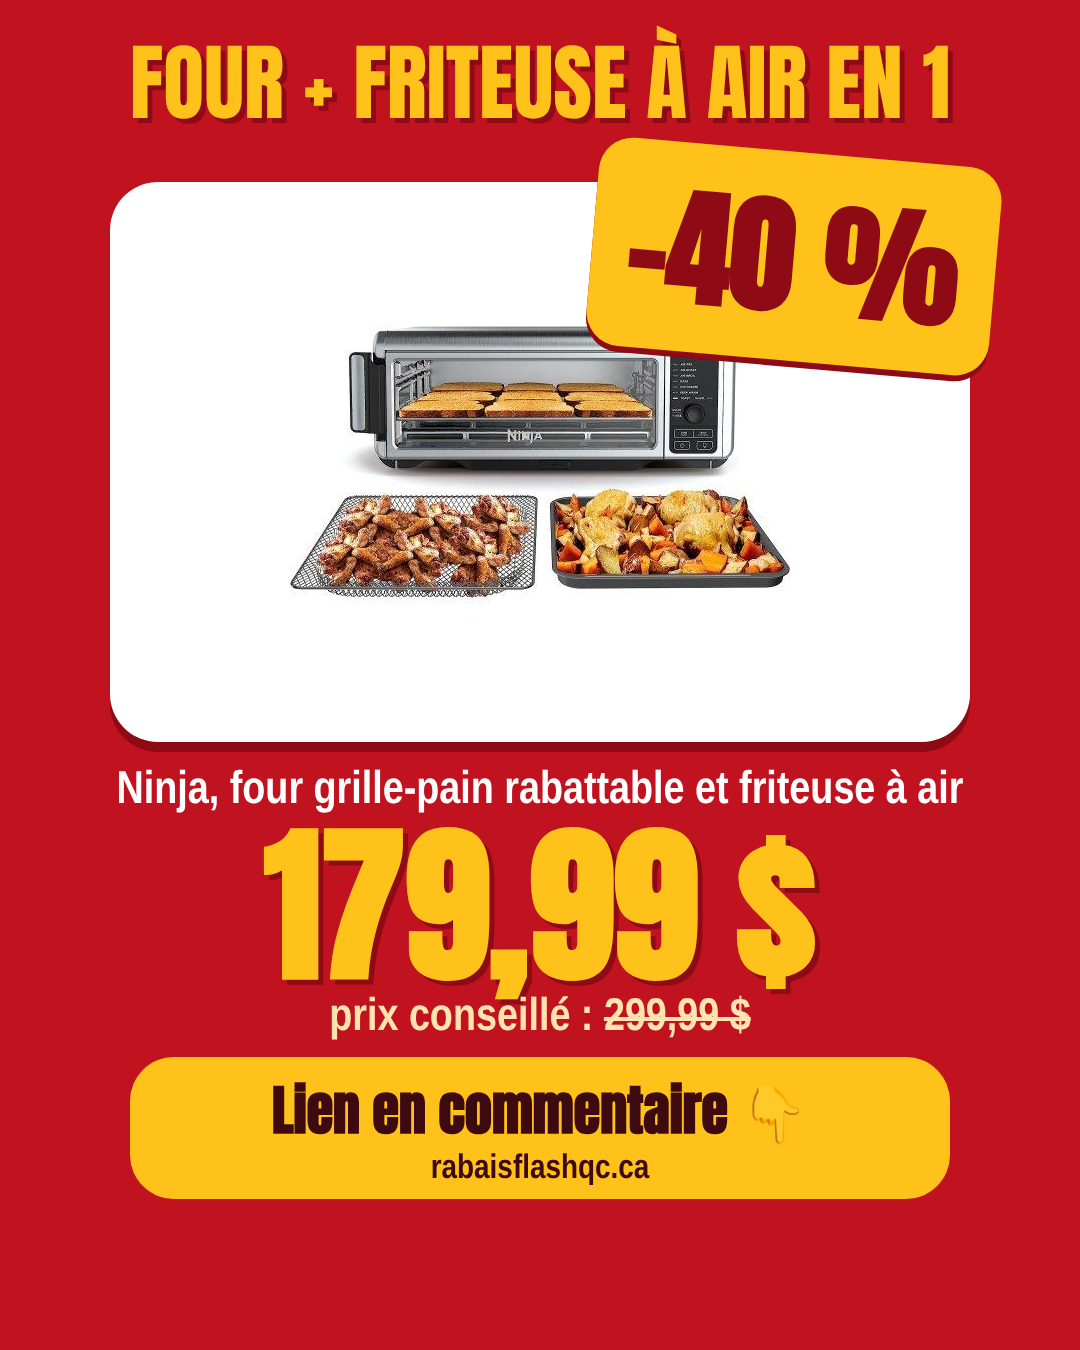 FOUR + FRITEUSE À AIR EN 1
-40 %
NINJA
Ninja, four grille-pain rabattable et friteuse à air
179,99 $
prix conseillé : 299,99 $
Lien en commentaire 👇
rabaisflashqc.ca